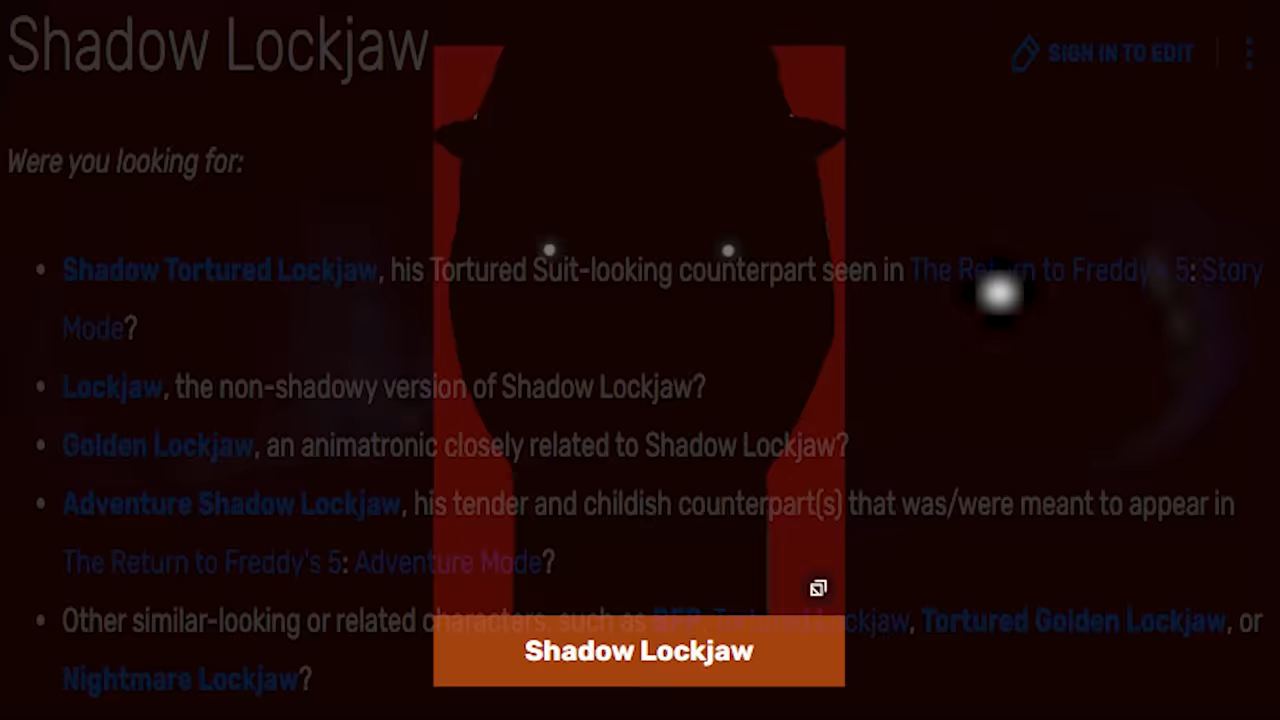 Shadow Lockjaw
SIGN IN TO EDIT
Were you looking for:
• Shadow Tortured Lockjaw, his Tortured Suit-looking counterpart seen in The Return to Freddy's 5: Story
Mode?
• Lockjaw, the non-shadowy version of Shadow Lockjaw?
• Golden Lockjaw, an animatronic closely related to Shadow Lockjaw?
• Adventure Shadow Lockjaw, his tender and childish counterpart(s) that was/were meant to appear in
The Return to Freddy's 5: Adventure Mode?
• Other similar-looking or related characters, such as BFP, Tortured Lockjaw, Tortured Golden Lockjaw, or
Nightmare Lockjaw?
Shadow Lockjaw